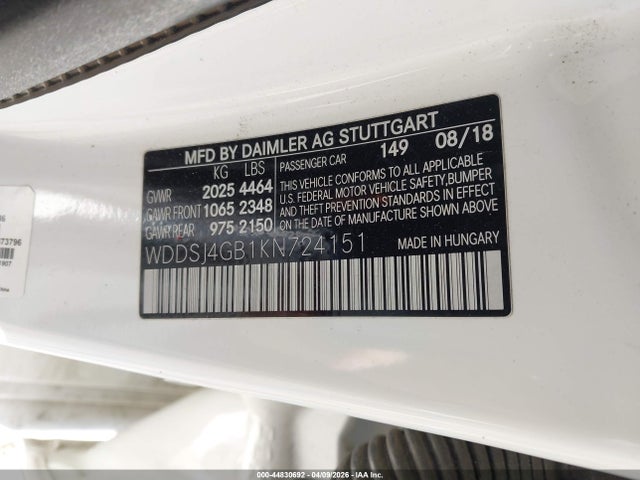 MFD BY DAIMLER AG STUTTGART
KG LBS
GVWR 2025 4464
GAWR FRONT 1065 2348
GAWR REAR 975 2150
PASSENGER CAR 149 08/18
THIS VEHICLE CONFORMS TO ALL APPLICABLE
U.S. FEDERAL MOTOR VEHICLE SAFETY, BUMPER
AND THEFT PREVENTION STANDARDS IN EFFECT
ON THE DATE OF MANUFACTURE SHOWN ABOVE
WDDSJ4GB1KN724151
MADE IN HUNGARY
73796
1907
000-44830692 - 04/09/2026 - IAA Inc.